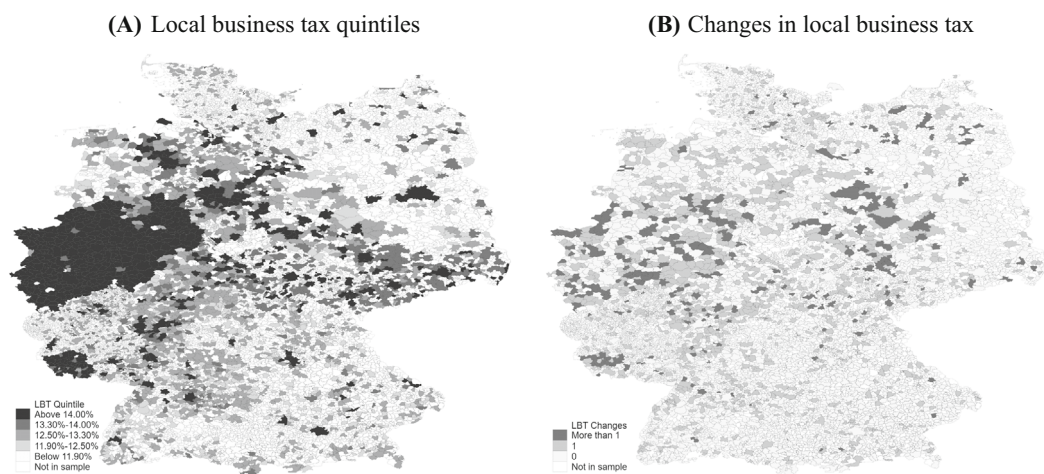 (A) Local business tax quintiles
(B) Changes in local business tax
LBT Quintile
Above 14.00%
13.30%-14.00%
12.50%-13.30%
11.90%-12.50%
Below 11.90%
Not in sample
LBT Changes
More than 1
1
0
Not in sample